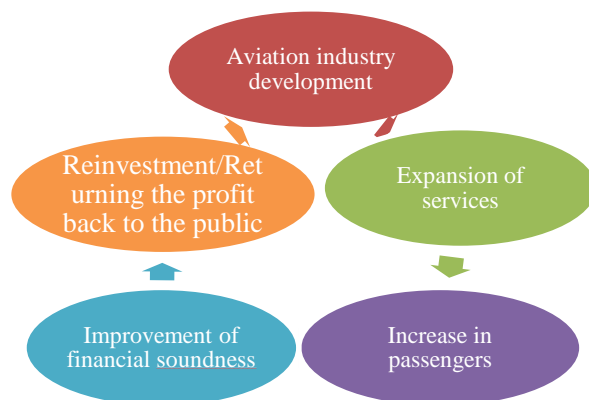 Aviation industry
development
Reinvestment/Ret
urning the profit
back to the public
Expansion of
services
Improvement of
financial soundness
Increase in
passengers